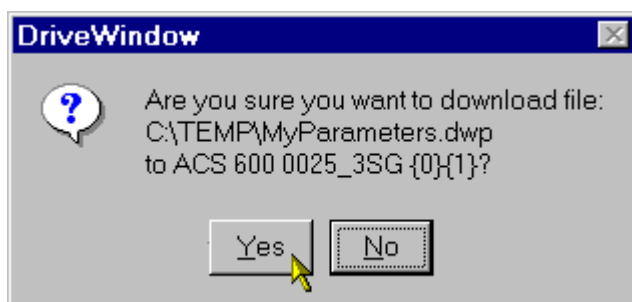 DriveWindow
?
Are you sure you want to download file:
C:\TEMP\MyParameters.dwp
to ACS 600 0025_3SG {0}{1}?
Yes No